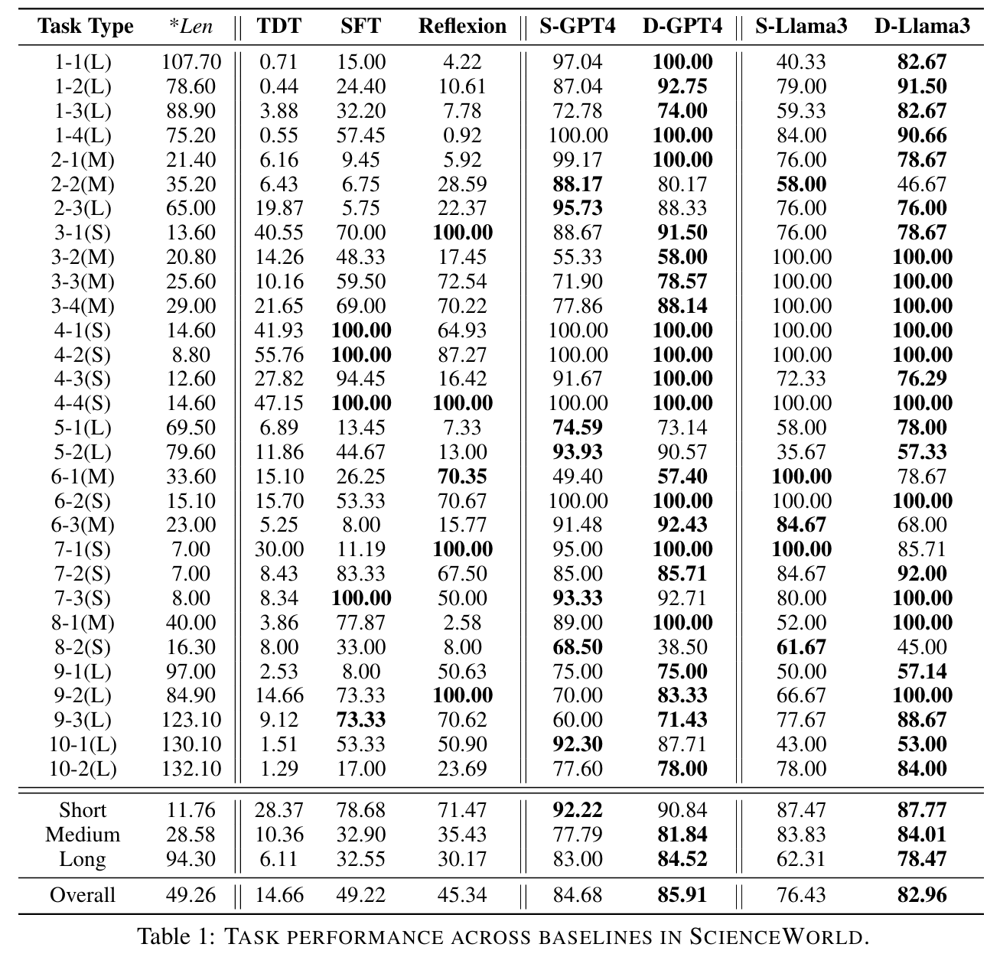 Task Type *Len TDT SFT Reflexion S-GPT4 D-GPT4 S-Llama3 D-Llama3
1-1(L) 107.70 0.71 15.00 4.22 97.04 100.00 40.33 82.67
1-2(L) 78.60 0.44 24.40 10.61 87.04 92.75 79.00 91.50
1-3(L) 88.90 3.88 32.20 7.78 72.78 74.00 59.33 82.67
1-4(L) 75.20 0.55 57.45 0.92 100.00 100.00 84.00 90.66
2-1(M) 21.40 6.16 9.45 5.92 99.17 100.00 76.00 78.67
2-2(M) 35.20 6.43 6.75 28.59 88.17 80.17 58.00 46.67
2-3(L) 65.00 19.87 5.75 22.37 95.73 88.33 76.00 76.00
3-1(S) 13.60 40.55 70.00 100.00 88.67 91.50 76.00 78.67
3-2(M) 20.80 14.26 48.33 17.45 55.33 58.00 100.00 100.00
3-3(M) 25.60 10.16 59.50 72.54 71.90 78.57 100.00 100.00
3-4(M) 29.00 21.65 69.00 70.22 77.86 88.14 100.00 100.00
4-1(S) 14.60 41.93 100.00 64.93 100.00 100.00 100.00 100.00
4-2(S) 8.80 55.76 100.00 87.27 100.00 100.00 100.00 100.00
4-3(S) 12.60 27.82 94.45 16.42 91.67 100.00 72.33 76.29
4-4(S) 14.60 47.15 100.00 100.00 100.00 100.00 100.00 100.00
5-1(L) 69.50 6.89 13.45 7.33 74.59 73.14 58.00 78.00
5-2(L) 79.60 11.86 44.67 13.00 93.93 90.57 35.67 57.33
6-1(M) 33.60 15.10 26.25 70.35 49.40 57.40 100.00 78.67
6-2(S) 15.10 15.70 53.33 70.67 100.00 100.00 100.00 100.00
6-3(M) 23.00 5.25 8.00 15.77 91.48 92.43 84.67 68.00
7-1(S) 7.00 30.00 11.19 100.00 95.00 100.00 100.00 85.71
7-2(S) 7.00 8.43 83.33 67.50 85.00 85.71 84.67 92.00
7-3(S) 8.00 8.34 100.00 50.00 93.33 92.71 80.00 100.00
8-1(M) 40.00 3.86 77.87 2.58 89.00 100.00 52.00 100.00
8-2(S) 16.30 8.00 33.00 8.00 68.50 38.50 61.67 45.00
9-1(L) 97.00 2.53 8.00 50.63 75.00 75.00 50.00 57.14
9-2(L) 84.90 14.66 73.33 100.00 70.00 83.33 66.67 100.00
9-3(L) 123.10 9.12 73.33 70.62 60.00 71.43 77.67 88.67
10-1(L) 130.10 1.51 53.33 50.90 92.30 87.71 43.00 53.00
10-2(L) 132.10 1.29 17.00 23.69 77.60 78.00 78.00 84.00
Short 11.76 28.37 78.68 71.47 92.22 90.84 87.47 87.77
Medium 28.58 10.36 32.90 35.43 77.79 81.84 83.83 84.01
Long 94.30 6.11 32.55 30.17 83.00 84.52 62.31 78.47
Overall 49.26 14.66 49.22 45.34 84.68 85.91 76.43 82.96
Table 1: TASK PERFORMANCE ACROSS BASELINES IN SCIENCEWORLD.